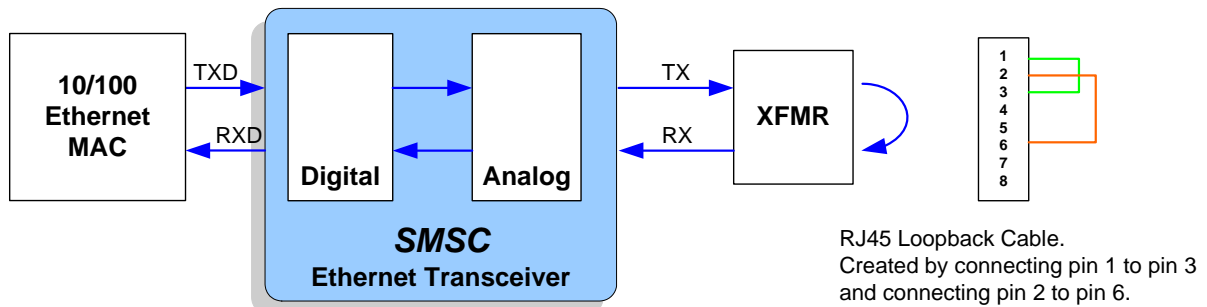 10/100
Ethernet
MAC
TXD
RXD
Digital
Analog
SMSC
Ethernet Transceiver
TX
RX
XFMR
1
2
3
4
5
6
7
8
RJ45 Loopback Cable.
Created by connecting pin 1 to pin 3
and connecting pin 2 to pin 6.